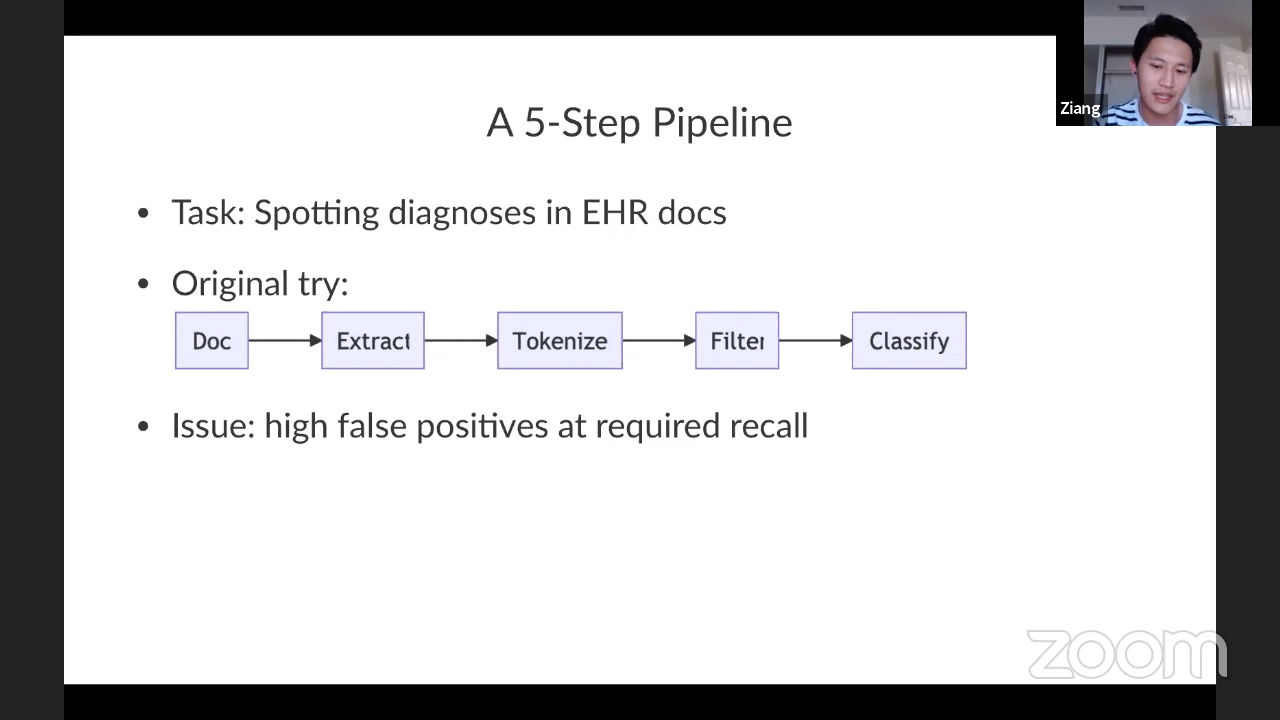 Ziang
A 5-Step Pipeline
• Task: Spotting diagnoses in EHR docs
• Original try:
Doc Extract Tokenize Filter Classify
• Issue: high false positives at required recall
zoom